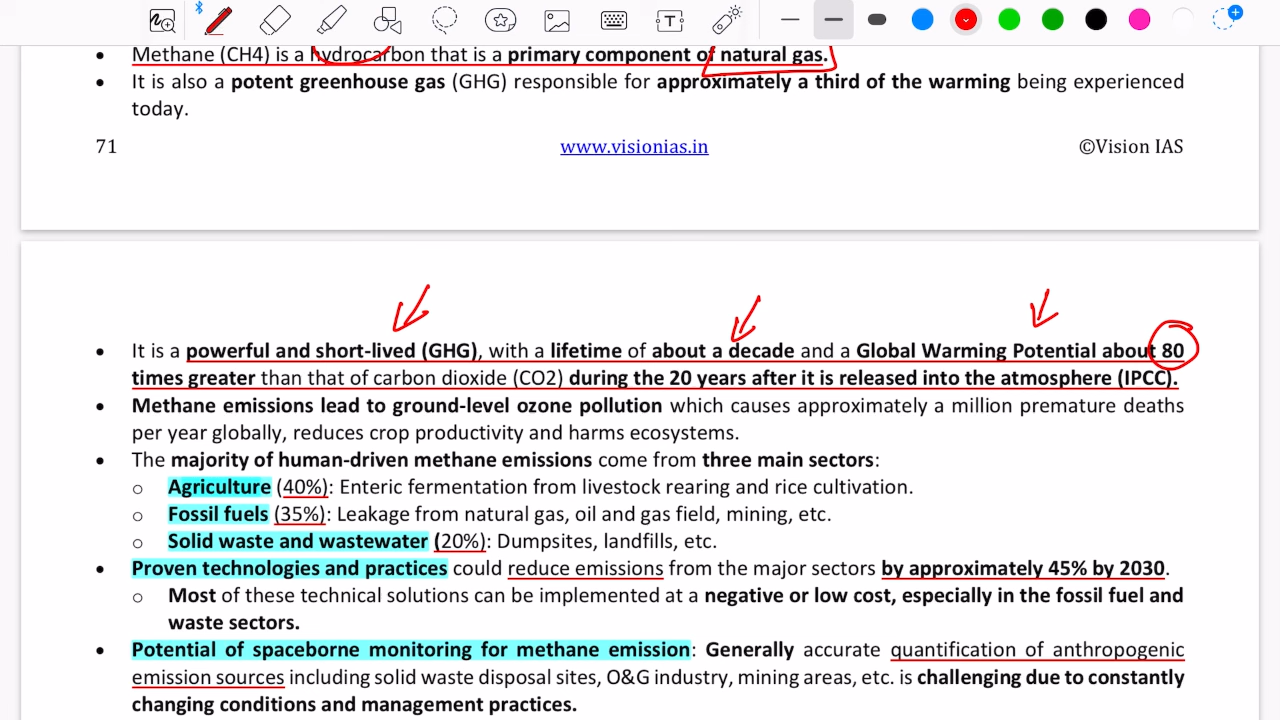 T
• Methane (CH4) is a hydrocarbon that is a primary component of natural gas.
• It is also a potent greenhouse gas (GHG) responsible for approximately a third of the warming being experienced
today.
71 www.visionias.in ©Vision IAS
• It is a powerful and short-lived (GHG), with a lifetime of about a decade and a Global Warming Potential about 80
times greater than that of carbon dioxide (CO2) during the 20 years after it is released into the atmosphere (IPCC).
• Methane emissions lead to ground-level ozone pollution which causes approximately a million premature deaths
per year globally, reduces crop productivity and harms ecosystems.
• The majority of human-driven methane emissions come from three main sectors:
o Agriculture (40%): Enteric fermentation from livestock rearing and rice cultivation.
o Fossil fuels (35%): Leakage from natural gas, oil and gas field, mining, etc.
o Solid waste and wastewater (20%): Dumpsites, landfills, etc.
• Proven technologies and practices could reduce emissions from the major sectors by approximately 45% by 2030.
o Most of these technical solutions can be implemented at a negative or low cost, especially in the fossil fuel and
waste sectors.
• Potential of spaceborne monitoring for methane emission: Generally accurate quantification of anthropogenic
emission sources including solid waste disposal sites, O&G industry, mining areas, etc. is challenging due to constantly
changing conditions and management practices.